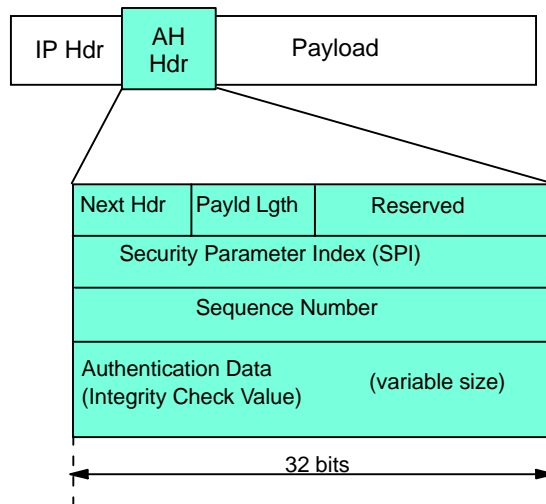 IP Hdr
AH
Hdr
Payload
Next Hdr
Payld Lgth
Reserved
Security Parameter Index (SPI)
Sequence Number
Authentication Data
(Integrity Check Value)
(variable size)
32 bits